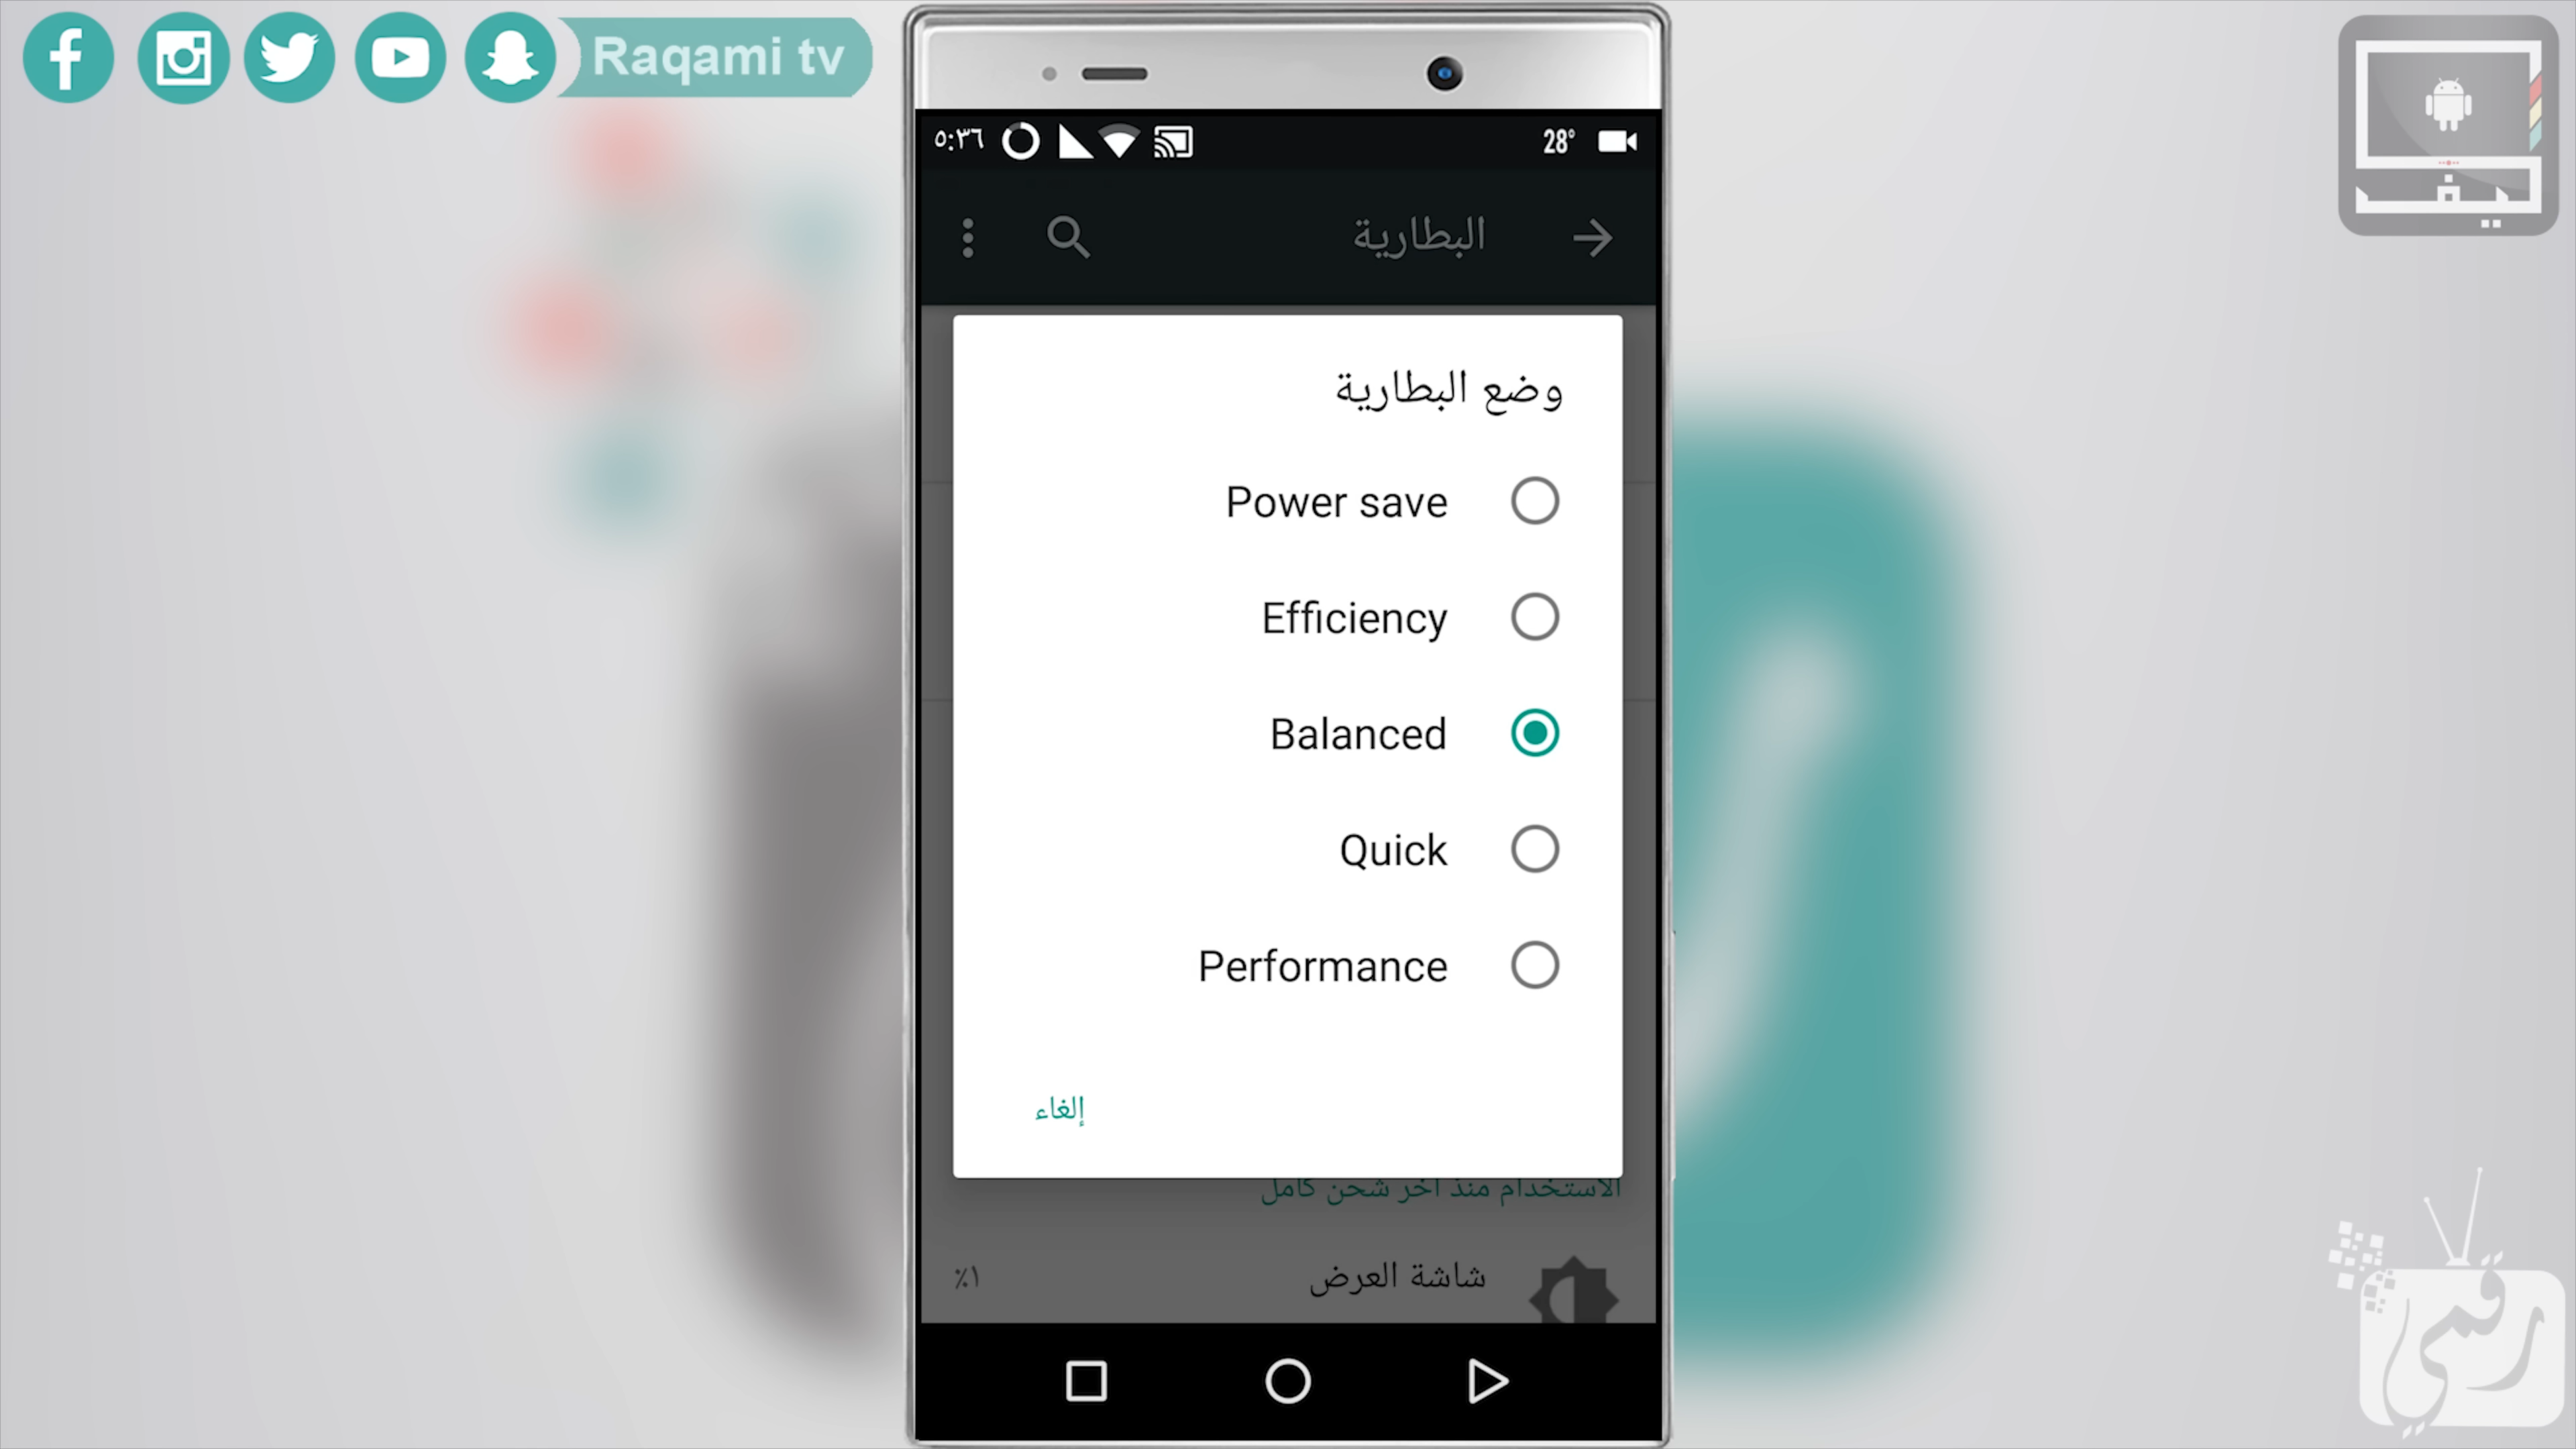 Raqami tv
٥:٣٦
28°
البطارية
وضع البطارية
Power save
Efficiency
Balanced
Quick
Performance
إلغاء
الاستخدام منذ آخر شحن كامل
شاشة العرض
٪١
رقمي